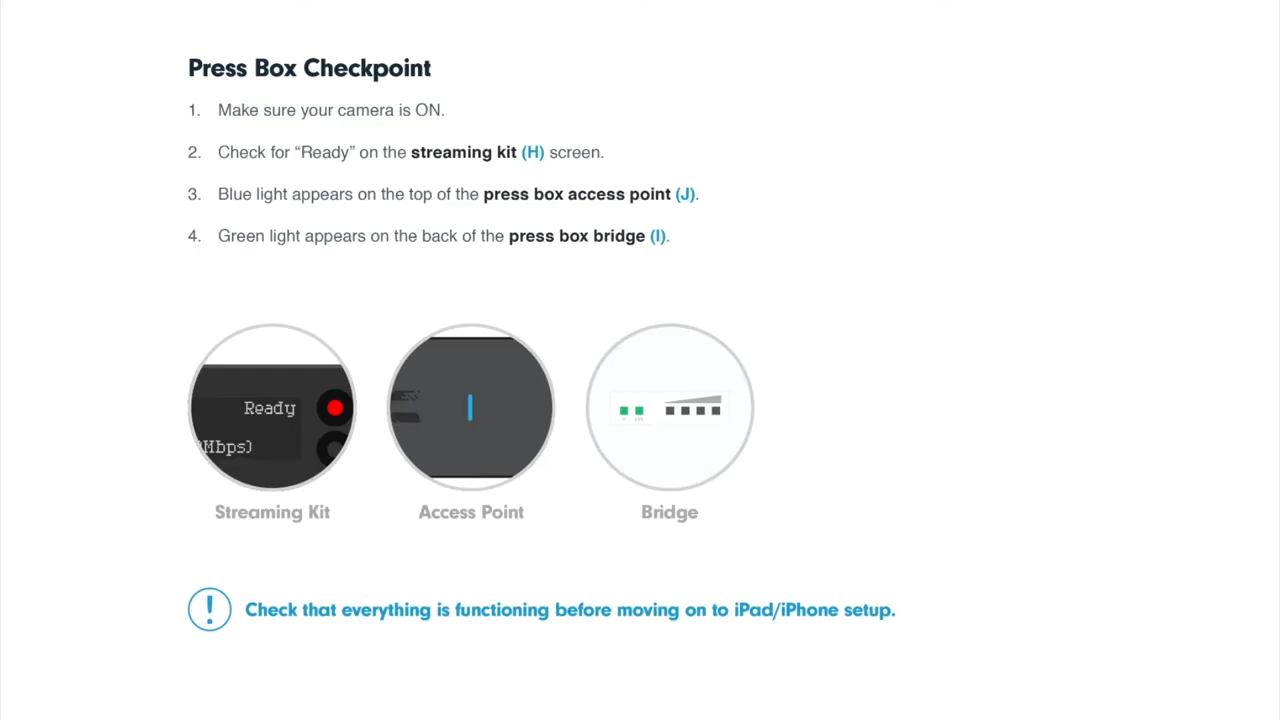 Press Box Checkpoint
1. Make sure your camera is ON.
2. Check for “Ready” on the streaming kit (H) screen.
3. Blue light appears on the top of the press box access point (J).
4. Green light appears on the back of the press box bridge (I).
Ready
Mbps)
Streaming Kit
Access Point
Bridge
! Check that everything is functioning before moving on to iPad/iPhone setup.